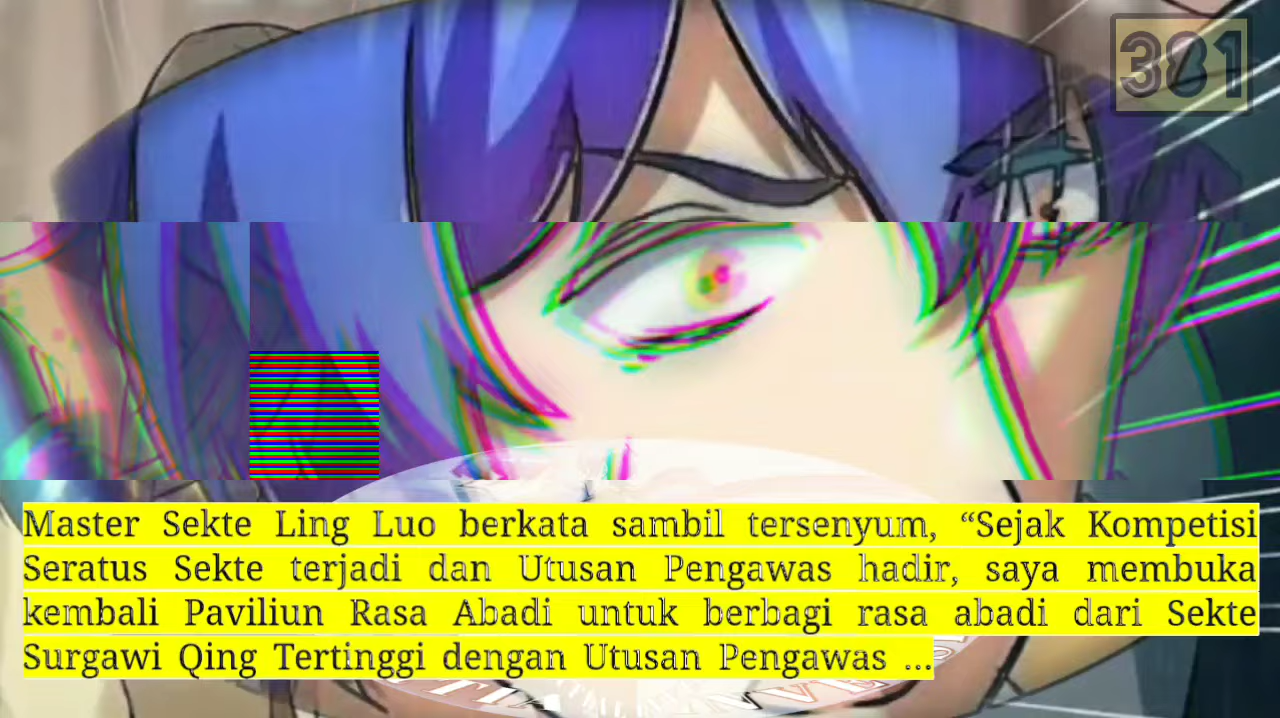 381
Master Sekte Ling Luo berkata sambil tersenyum, “Sejak Kompetisi
Seratus Sekte terjadi dan Utusan Pengawas hadir, saya membuka
kembali Paviliun Rasa Abadi untuk berbagi rasa abadi dari Sekte
Surgawi Qing Tertinggi dengan Utusan Pengawas ...